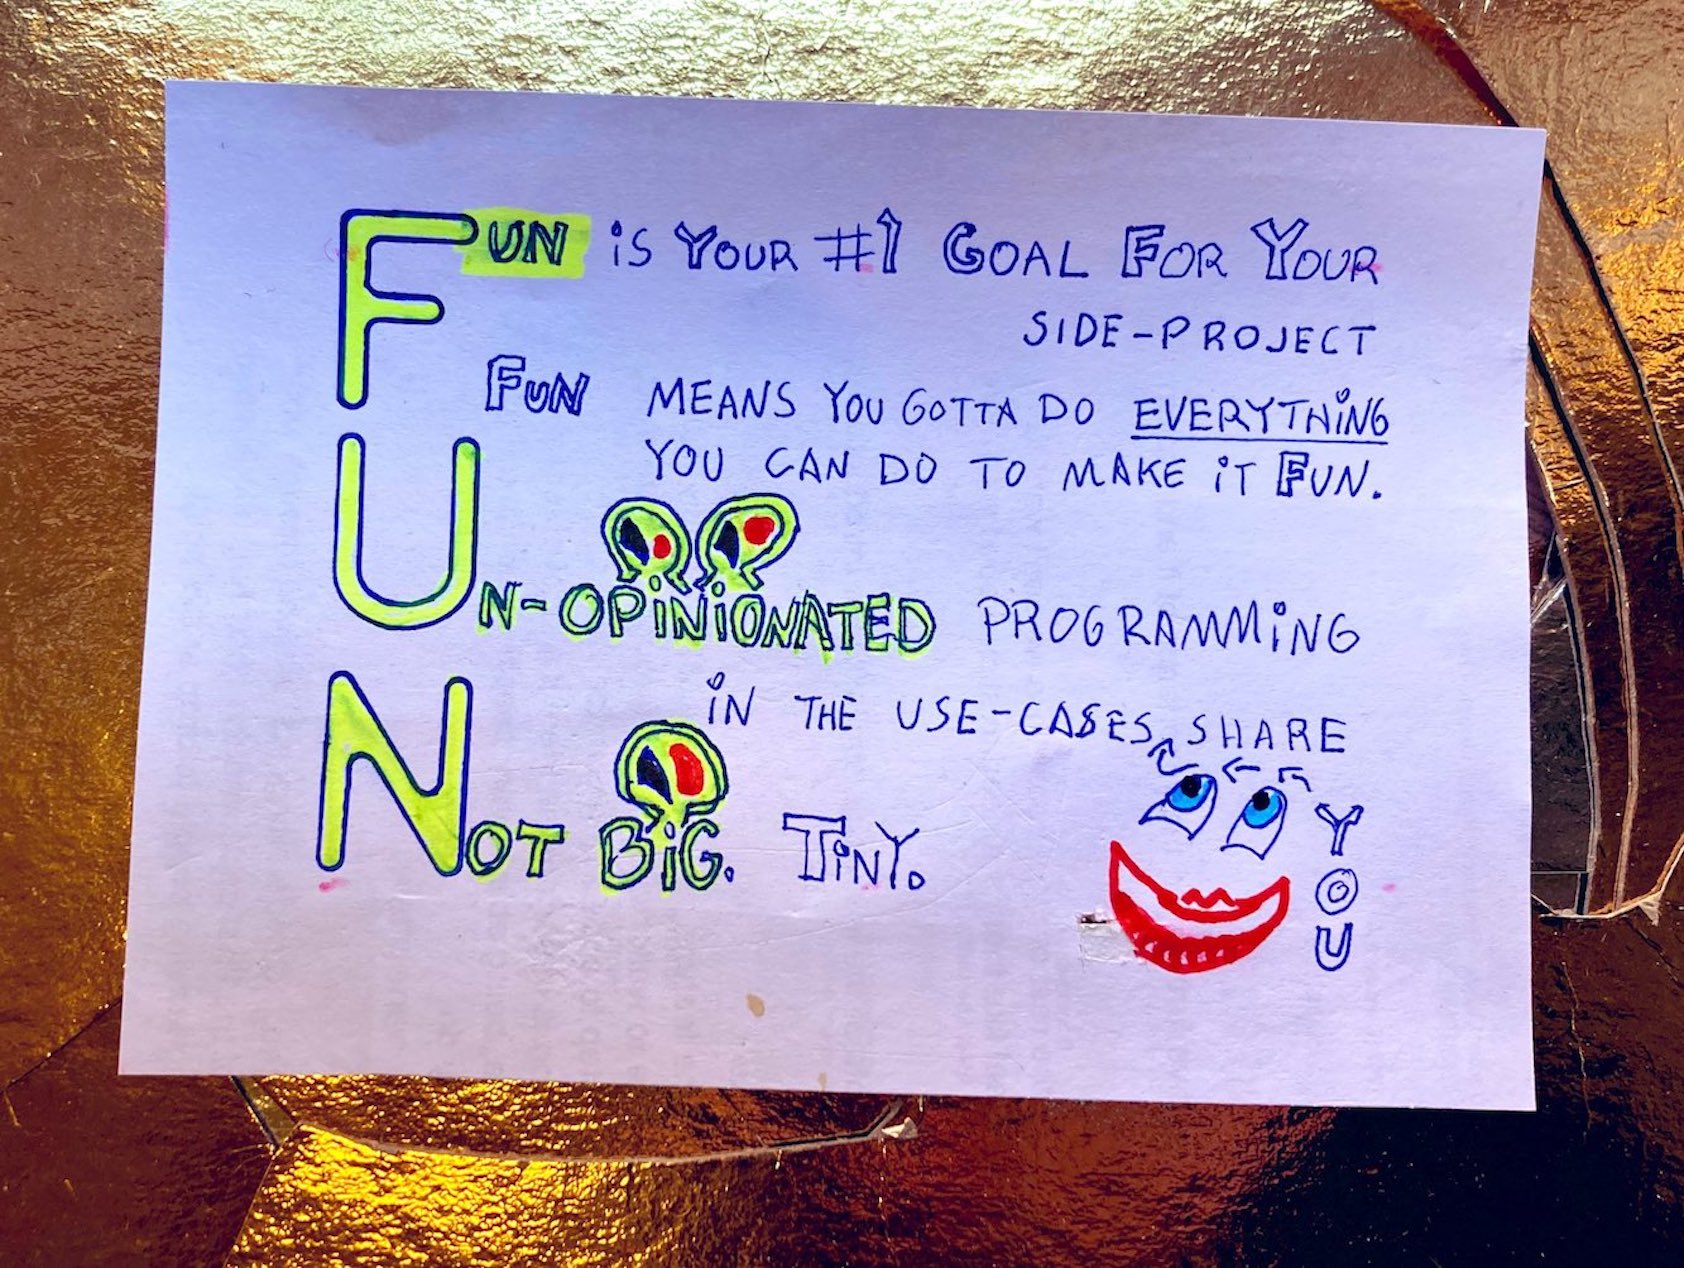 FUN iS YOUR #1 GOAL FOR YOUR
SIDE-PROJECT
FUN MEANS YOU GOTTA DO EVERYTHiNG
YOU CAN DO TO MAKE iT FUN.
UN-OPiNiONATED PROGRAMMiNG
iN THE USE-CASES SHARE
NOT BiG. TiNY.
YOU